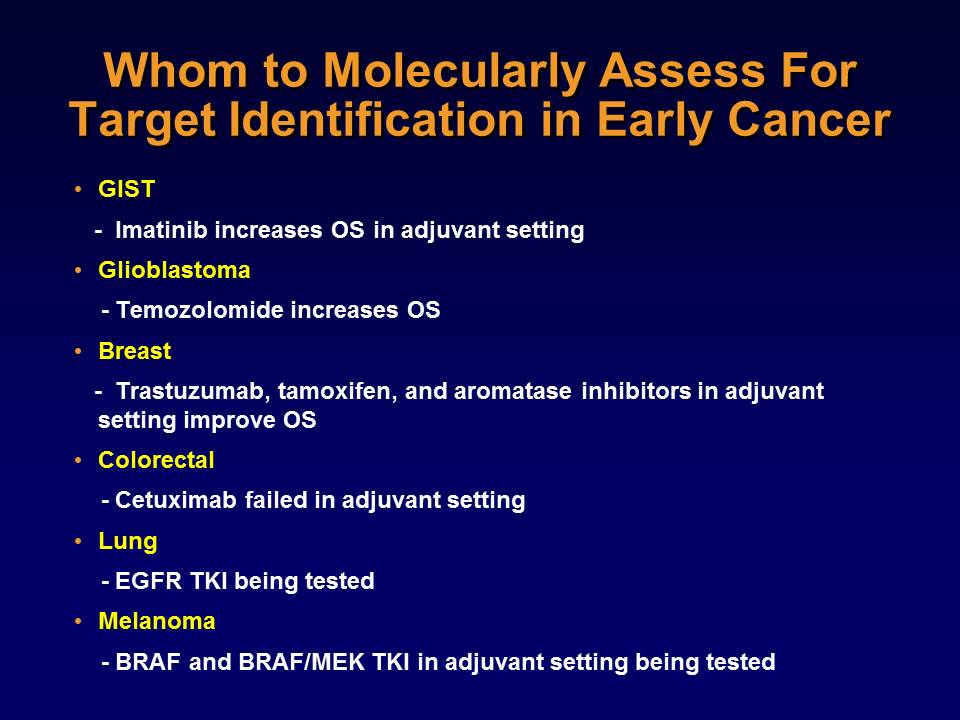 Whom to Molecularly Assess For
Target Identification in Early Cancer
• GIST
- Imatinib increases OS in adjuvant setting
• Glioblastoma
- Temozolomide increases OS
• Breast
- Trastuzumab, tamoxifen, and aromatase inhibitors in adjuvant
setting improve OS
• Colorectal
- Cetuximab failed in adjuvant setting
• Lung
- EGFR TKI being tested
• Melanoma
- BRAF and BRAF/MEK TKI in adjuvant setting being tested